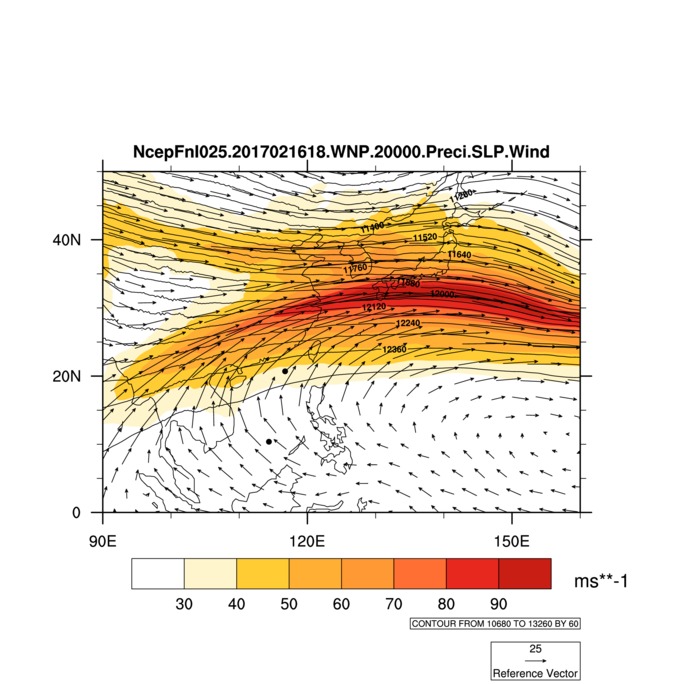 NcepFnl025.2017021618.WNP.20000.Preci.SLP.Wind
11280
11400
11520
40N
11640
11760
11880
12000
12120
12240
12360
20N
0
90E 120E 150E
ms**-1
30 40 50 60 70 80 90
CONTOUR FROM 10680 TO 13260 BY 60
25
Reference Vector